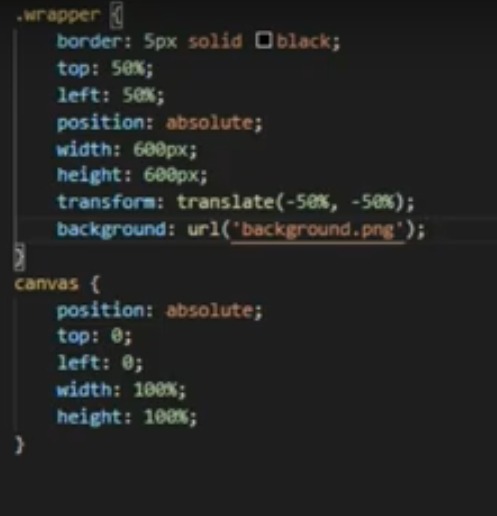 .wrapper {
border: 5px solid black;
top: 50%;
left: 50%;
position: absolute;
width: 600px;
height: 600px;
transform: translate(-50%, -50%);
background: url('background.png');
}
canvas {
position: absolute;
top: 0;
left: 0;
width: 100%;
height: 100%;
}